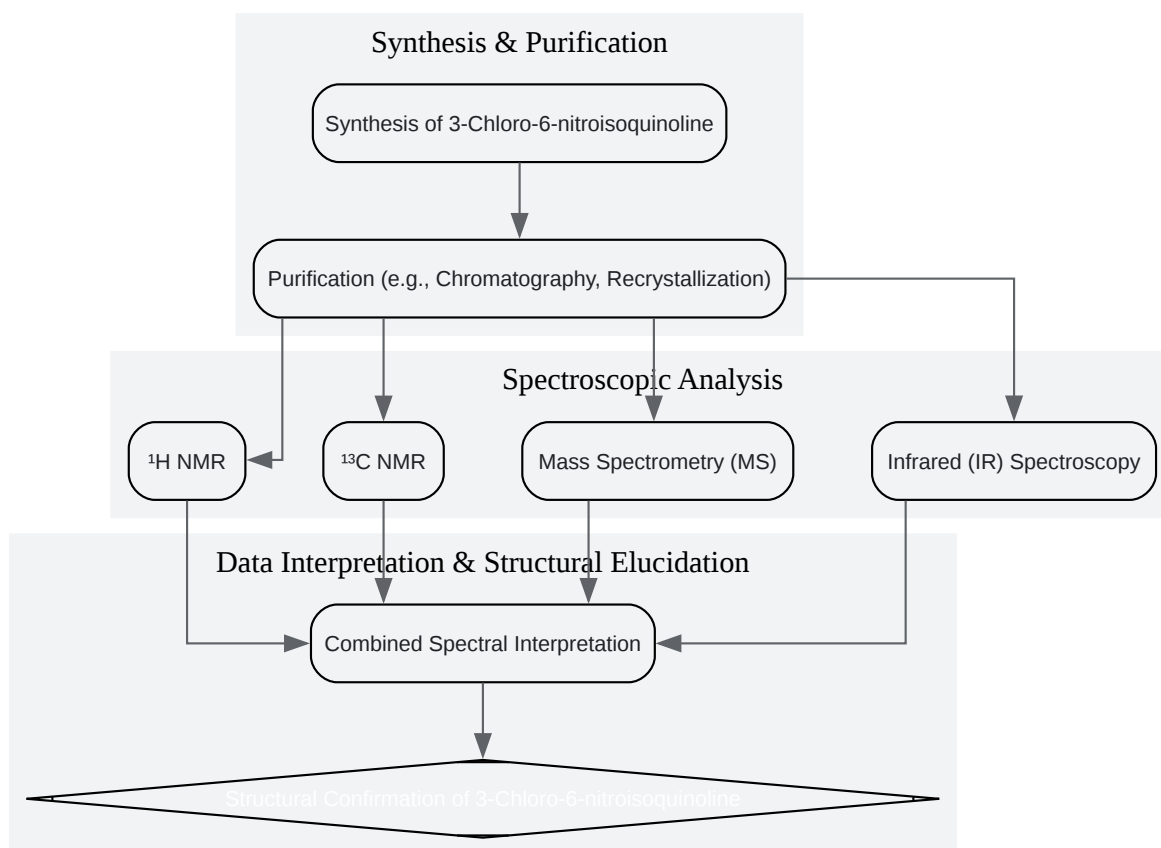 Synthesis & Purification
Synthesis of 3-Chloro-6-nitroisoquinoline
Purification (e.g., Chromatography, Recrystallization)
Spectroscopic Analysis
¹H NMR
¹³C NMR
Mass Spectrometry (MS)
Infrared (IR) Spectroscopy
Data Interpretation & Structural Elucidation
Combined Spectral Interpretation
Structural Confirmation of 3-Chloro-6-nitroisoquinoline